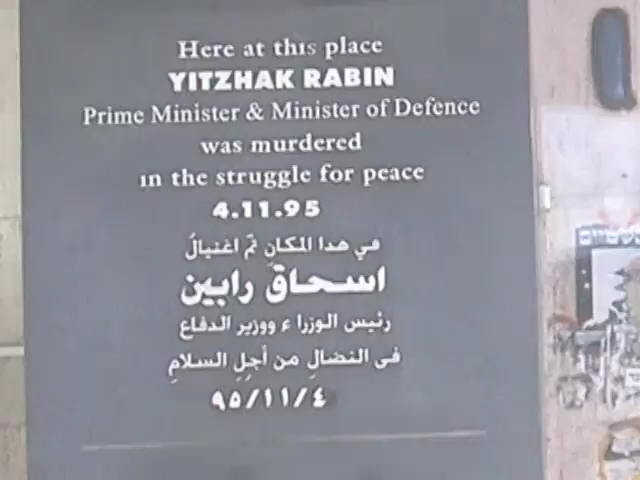 Here at this place
YITZHAK RABIN
Prime Minister & Minister of Defence
was murdered
in the struggle for peace
4.11.95
في هدا المكان تمّ اغتيالُ
اسحاق رابين
رئيس الوزراء ووزير الدفاع
فى النضالِ من أجلِ السلامِ
٩٥/١١/٤